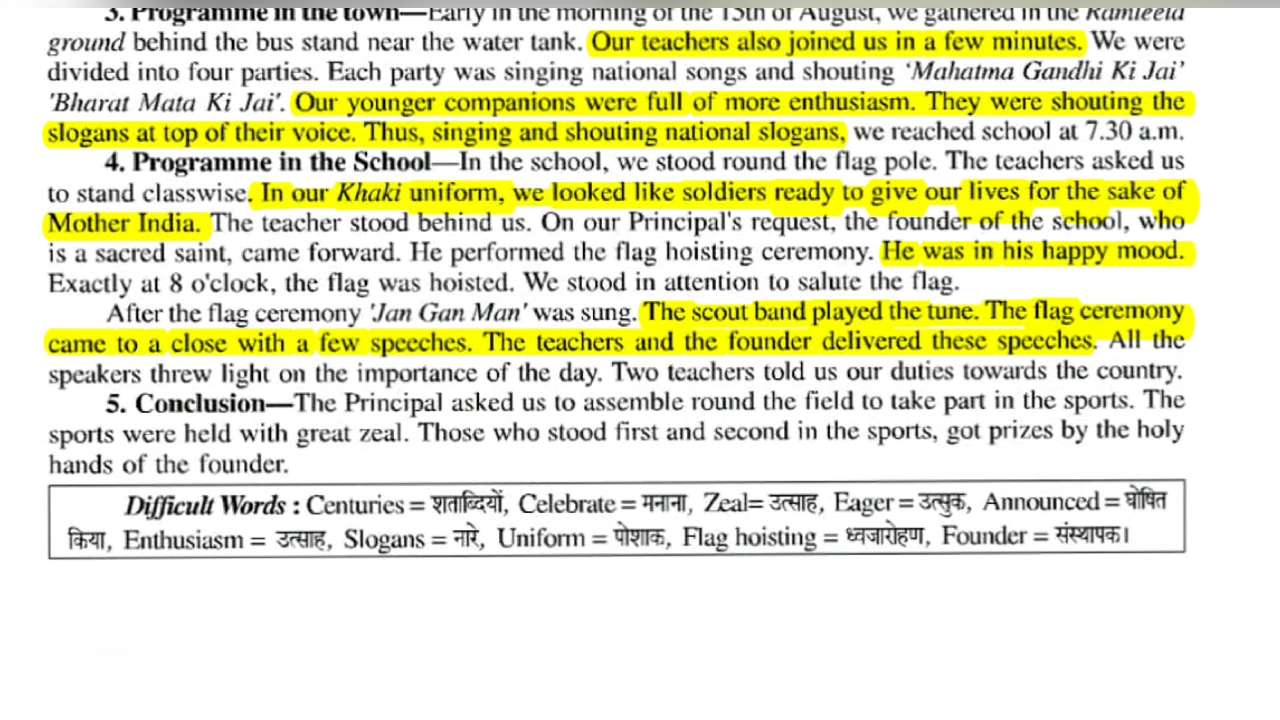 3. Programme in the town—Early in the morning of the 15th of August, we gathered in the Ramleela
ground behind the bus stand near the water tank. Our teachers also joined us in a few minutes. We were
divided into four parties. Each party was singing national songs and shouting 'Mahatma Gandhi Ki Jai'
'Bharat Mata Ki Jai'. Our younger companions were full of more enthusiasm. They were shouting the
slogans at top of their voice. Thus, singing and shouting national slogans, we reached school at 7.30 a.m.
4. Programme in the School—In the school, we stood round the flag pole. The teachers asked us
to stand classwise. In our Khaki uniform, we looked like soldiers ready to give our lives for the sake of
Mother India. The teacher stood behind us. On our Principal's request, the founder of the school, who
is a sacred saint, came forward. He performed the flag hoisting ceremony. He was in his happy mood.
Exactly at 8 o'clock, the flag was hoisted. We stood in attention to salute the flag.
After the flag ceremony 'Jan Gan Man' was sung. The scout band played the tune. The flag ceremony
came to a close with a few speeches. The teachers and the founder delivered these speeches. All the
speakers threw light on the importance of the day. Two teachers told us our duties towards the country.
5. Conclusion—The Principal asked us to assemble round the field to take part in the sports. The
sports were held with great zeal. Those who stood first and second in the sports, got prizes by the holy
hands of the founder.
Difficult Words : Centuries = शताब्दियों, Celebrate = मनाना, Zeal= उत्साह, Eager = उत्सुक, Announced = घोषित
किया, Enthusiasm = उत्साह, Slogans = नारे, Uniform = पोशाक, Flag hoisting = ध्वजारोहण, Founder = संस्थापक।